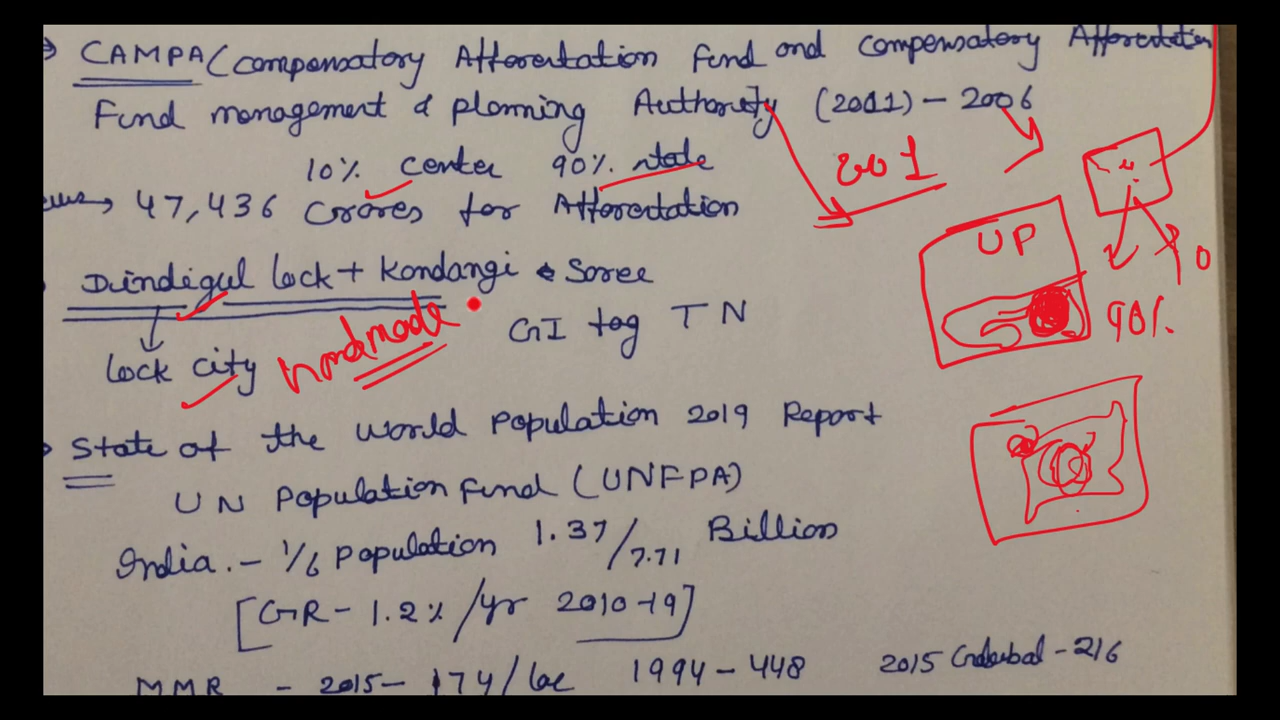 CAMPA (Compensatory Afforestation Fund and Compensatory Afforestation
Fund management & planning Authority (2001) - 2006
10% center 90% state
2001
47,436 crores for Afforestation
UP
0
90%.
Dindigul lock + Kandangi & Saree
GI tag TN
Lock city handmade
State of the World Population 2019 Report
UN Population Fund (UNFPA)
India. - 1/6 population 1.37/7.71 Billion
[GR - 1.2%/yr 2010-19]
MMR - 2015 - 174/lac 1994 - 448 2015 Global - 216